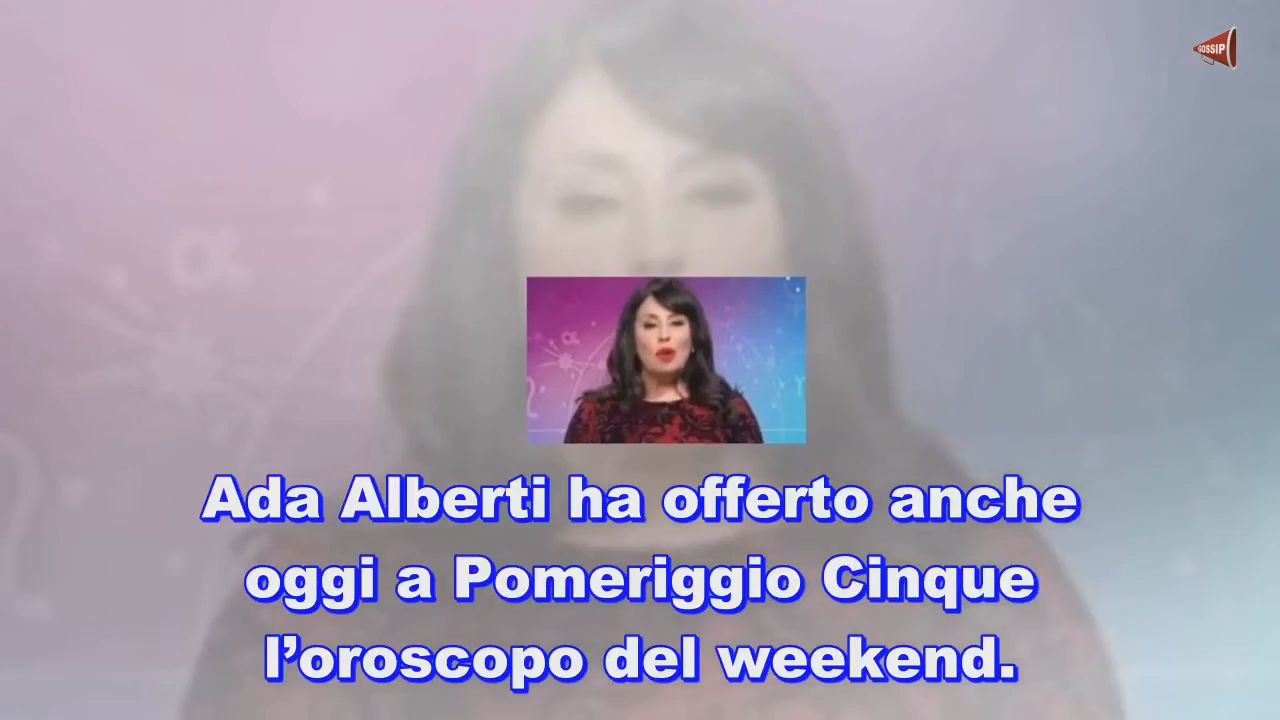 GOSSIP
Ada Alberti ha offerto anche
oggi a Pomeriggio Cinque
l’oroscopo del weekend.